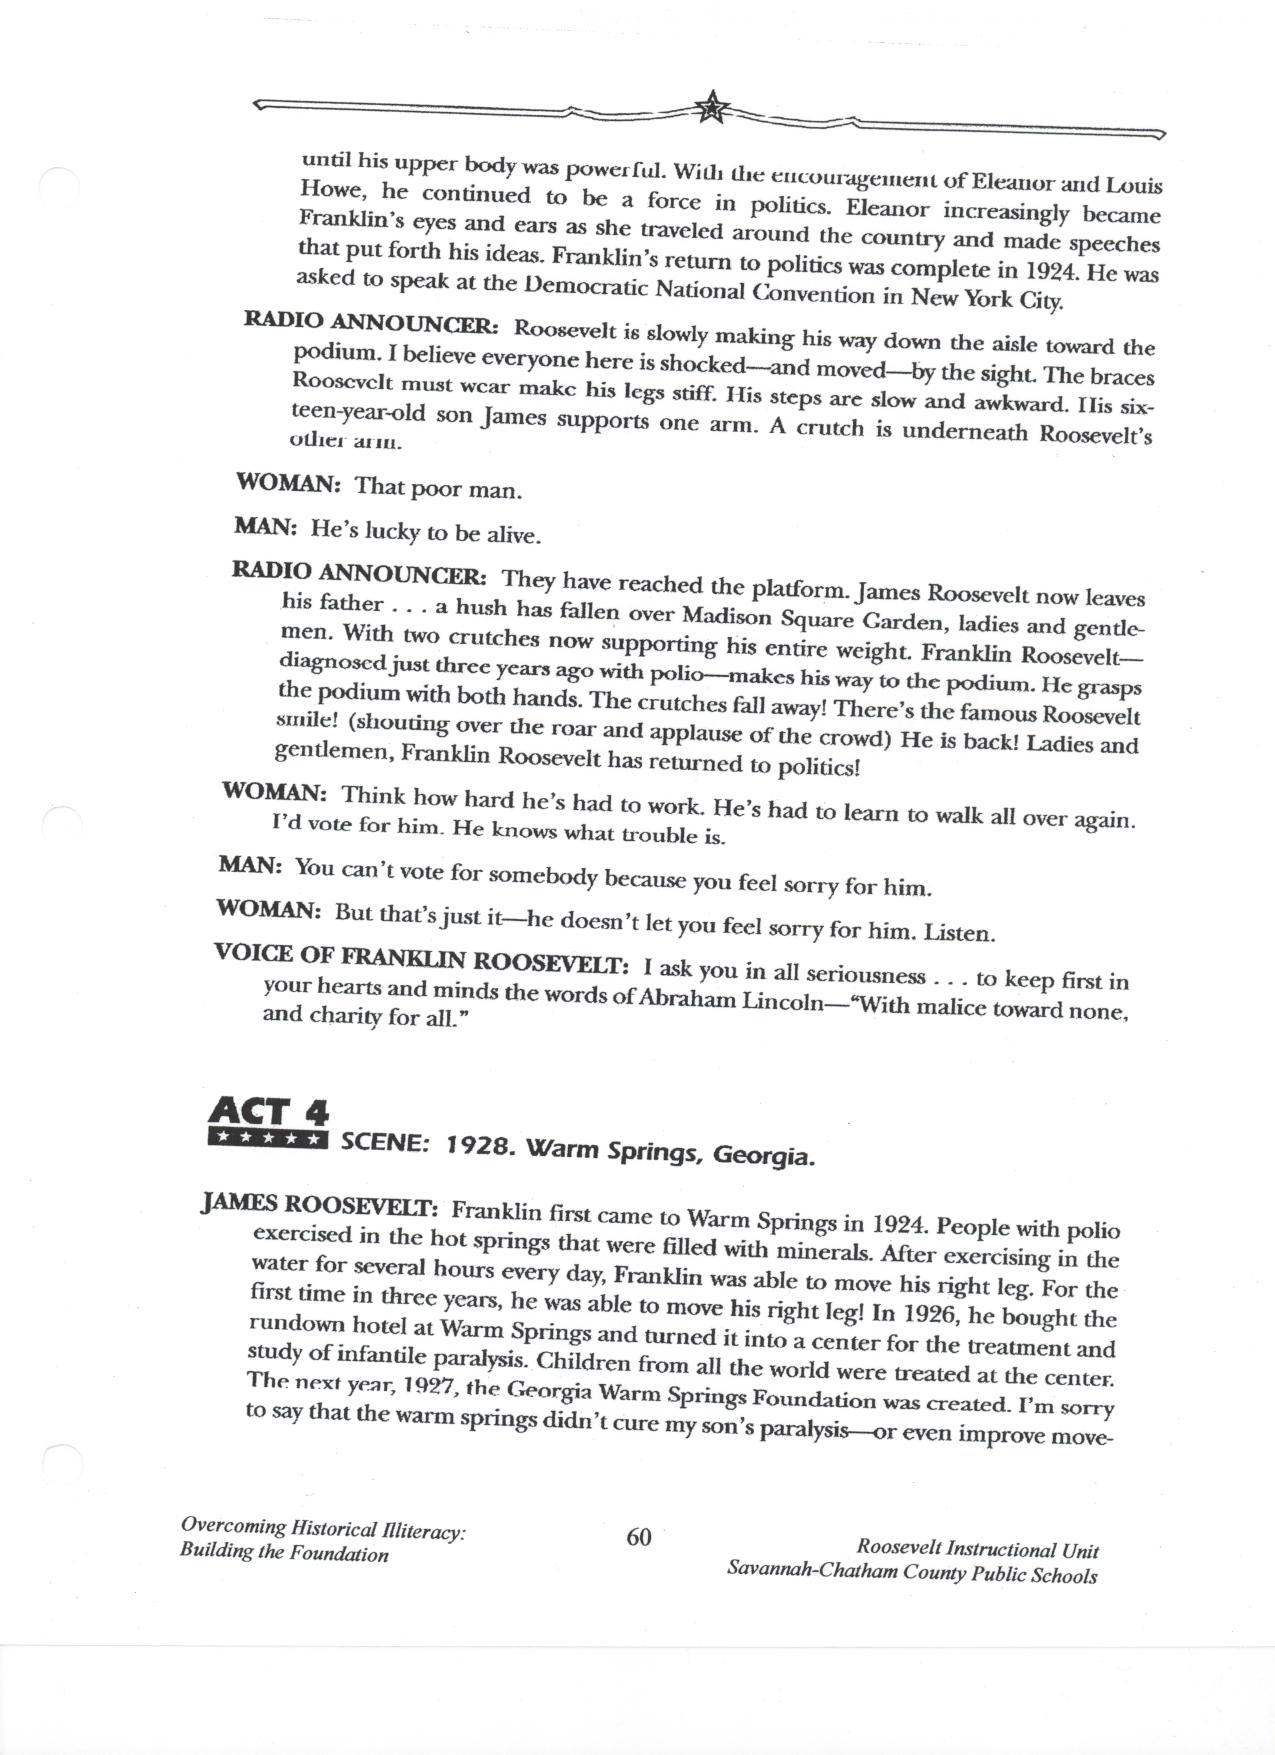 until his upper body was powerful. With the encouragement of Eleanor and Louis
Howe, he continued to be a force in politics. Eleanor increasingly became
Franklin's eyes and ears as she traveled around the country and made speeches
that put forth his ideas. Franklin's return to politics was complete in 1924. He was
asked to speak at the Democratic National Convention in New York City.
RADIO ANNOUNCER: Roosevelt is slowly making his way down the aisle toward the
podium. I believe everyone here is shocked—and moved—by the sight. The braces
Roosevelt must wear make his legs stiff. His steps are slow and awkward. His six-
teen-year-old son James supports one arm. A crutch is underneath Roosevelt's
other arm.
WOMAN: That poor man.
MAN: He's lucky to be alive.
RADIO ANNOUNCER: They have reached the platform. James Roosevelt now leaves
his father . . . a hush has fallen over Madison Square Garden, ladies and gentle-
men. With two crutches now supporting his entire weight. Franklin Roosevelt—
diagnosed just three years ago with polio—makes his way to the podium. He grasps
the podium with both hands. The crutches fall away! There's the famous Roosevelt
smile! (shouting over the roar and applause of the crowd) He is back! Ladies and
gentlemen, Franklin Roosevelt has returned to politics!
WOMAN: Think how hard he's had to work. He's had to learn to walk all over again.
I'd vote for him. He knows what trouble is.
MAN: You can't vote for somebody because you feel sorry for him.
WOMAN: But that's just it—he doesn't let you feel sorry for him. Listen.
VOICE OF FRANKLIN ROOSEVELT: I ask you in all seriousness . . . to keep first in
your hearts and minds the words of Abraham Lincoln—“With malice toward none,
and charity for all.”
ACT 4
SCENE: 1928. Warm Springs, Georgia.
JAMES ROOSEVELT: Franklin first came to Warm Springs in 1924. People with polio
exercised in the hot springs that were filled with minerals. After exercising in the
water for several hours every day, Franklin was able to move his right leg. For the
first time in three years, he was able to move his right leg! In 1926, he bought the
rundown hotel at Warm Springs and turned it into a center for the treatment and
study of infantile paralysis. Children from all the world were treated at the center.
The next year, 1927, the Georgia Warm Springs Foundation was created. I'm sorry
to say that the warm springs didn't cure my son's paralysis—or even improve move-
Overcoming Historical Illiteracy:
Building the Foundation
60
Roosevelt Instructional Unit
Savannah-Chatham County Public Schools